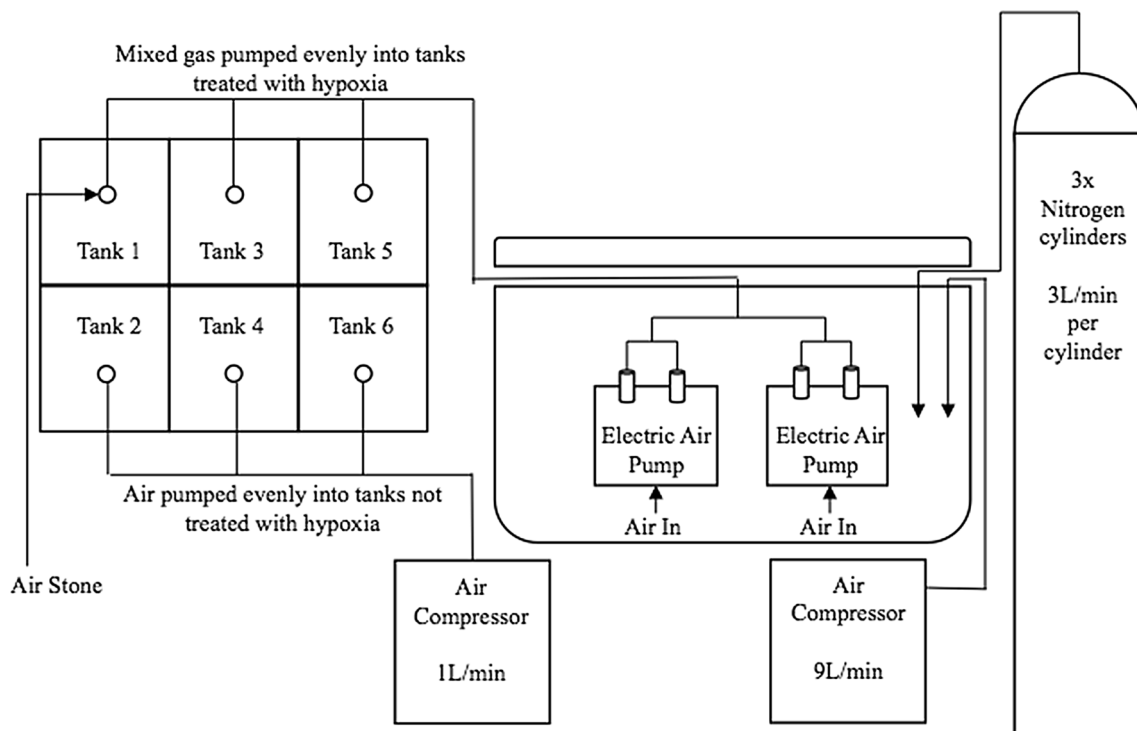 Mixed gas pumped evenly into tanks
treated with hypoxia
Tank 1
Tank 3
Tank 5
Tank 2
Tank 4
Tank 6
Air pumped evenly into tanks not
treated with hypoxia
Air Stone
Air
Compressor
1L/min
Electric Air
Pump
Air In
Electric Air
Pump
Air In
Air
Compressor
9L/min
3x
Nitrogen
cylinders
3L/min
per
cylinder